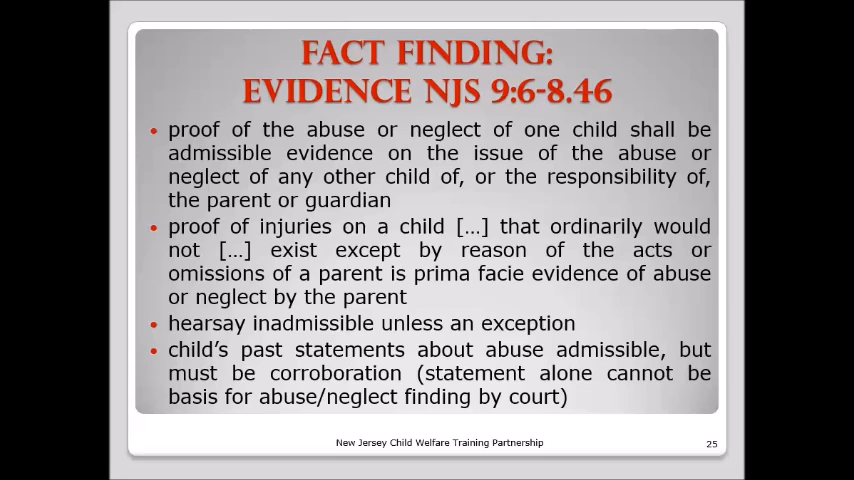 FACT FINDING:
EVIDENCE NJS 9:6-8.46
• proof of the abuse or neglect of one child shall be
admissible evidence on the issue of the abuse or
neglect of any other child of, or the responsibility of,
the parent or guardian
• proof of injuries on a child […] that ordinarily would
not […] exist except by reason of the acts or
omissions of a parent is prima facie evidence of abuse
or neglect by the parent
• hearsay inadmissible unless an exception
• child's past statements about abuse admissible, but
must be corroboration (statement alone cannot be
basis for abuse/neglect finding by court)
New Jersey Child Welfare Training Partnership
25